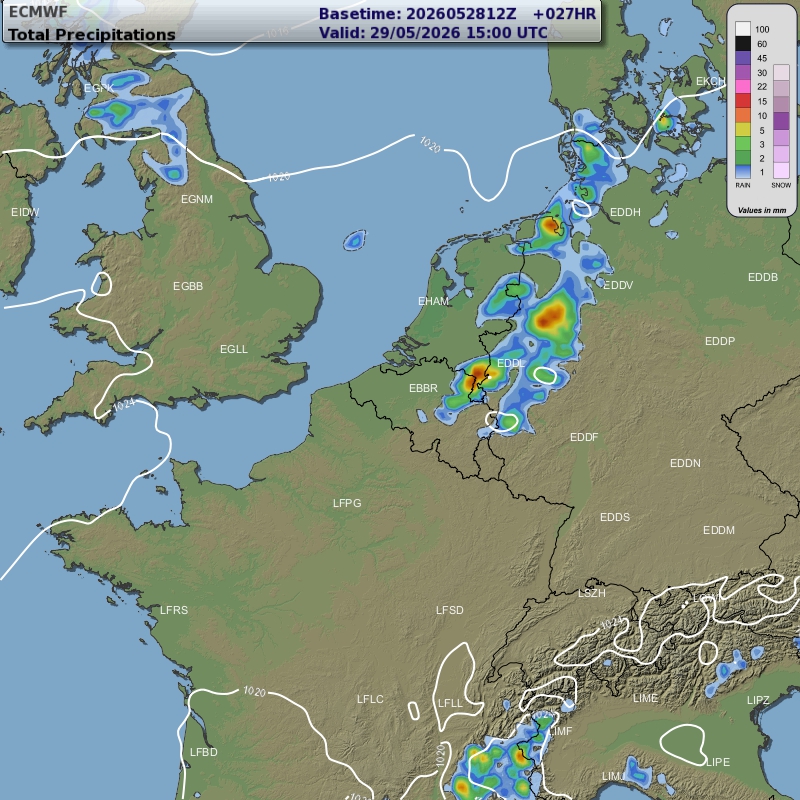 ECMWF
Basetime: 2026052812Z +027HR
Total Precipitations
Valid: 29/05/2026 15:00 UTC
100
60
45
30
22
15
10
5
3
2
1
RAIN
SNOW
Values in mm
EKCH
EIDW
EGNM
EDDH
EGBB
EDDV
EDDB
EHAM
EDDP
EGLL
EDDL
EBBR
EDDF
EDDN
LFPG
EDDS
EDDM
LSZH
LFRS
LFSD
LFLC
LFLL
LIME
LIPZ
LIMF
LFBD
LIPE
LIMJ
1020
1020
1024
1024
1020
1020